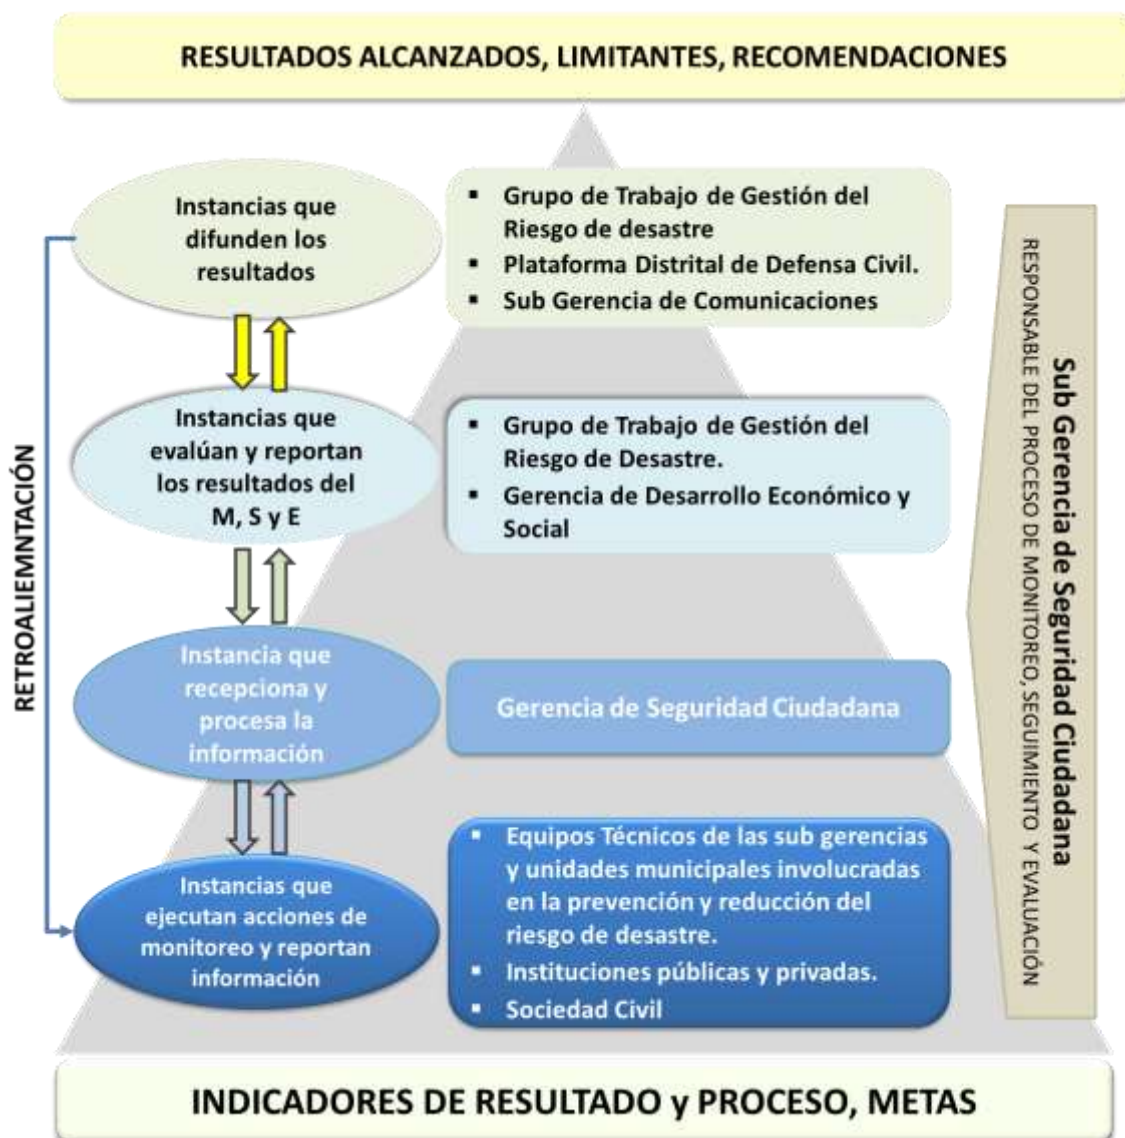 RESULTADOS ALCANZADOS, LIMITANTES, RECOMENDACIONES
Instancias que
difunden los
resultados
▪ Grupo de Trabajo de Gestión del
Riesgo de desastre
▪ Plataforma Distrital de Defensa Civil.
▪ Sub Gerencia de Comunicaciones
Instancias que
evalúan y reportan
los resultados del
M, S y E
▪ Grupo de Trabajo de Gestión del
Riesgo de Desastre.
▪ Gerencia de Desarrollo Económico y
Social
Instancia que
recepciona y
procesa la
información
Gerencia de Seguridad Ciudadana
Instancias que
ejecutan acciones de
monitoreo y reportan
información
▪ Equipos Técnicos de las sub gerencias
y unidades municipales involucradas
en la prevención y reducción del
riesgo de desastre.
▪ Instituciones públicas y privadas.
▪ Sociedad Civil
RETROALIEMNTACIÓN
Sub Gerencia de Seguridad Ciudadana
RESPONSABLE DEL PROCESO DE MONITOREO, SEGUIMIENTO Y EVALUACIÓN
INDICADORES DE RESULTADO y PROCESO, METAS